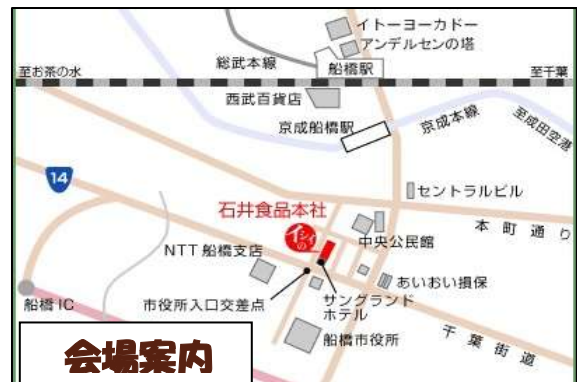 イトーヨーカドー
アンデルセンの塔
総武本線
船橋駅
至お茶の水
至千葉
西武百貨店
京成船橋駅
京成本線
至成田空港
14
セントラルビル
石井食品本社
イシイの
本町通り
中央公民館
NTT 船橋支店
あいおい損保
船橋 IC
市役所入口交差点
サングランド
ホテル
船橋市役所
千葉街道
会場案内